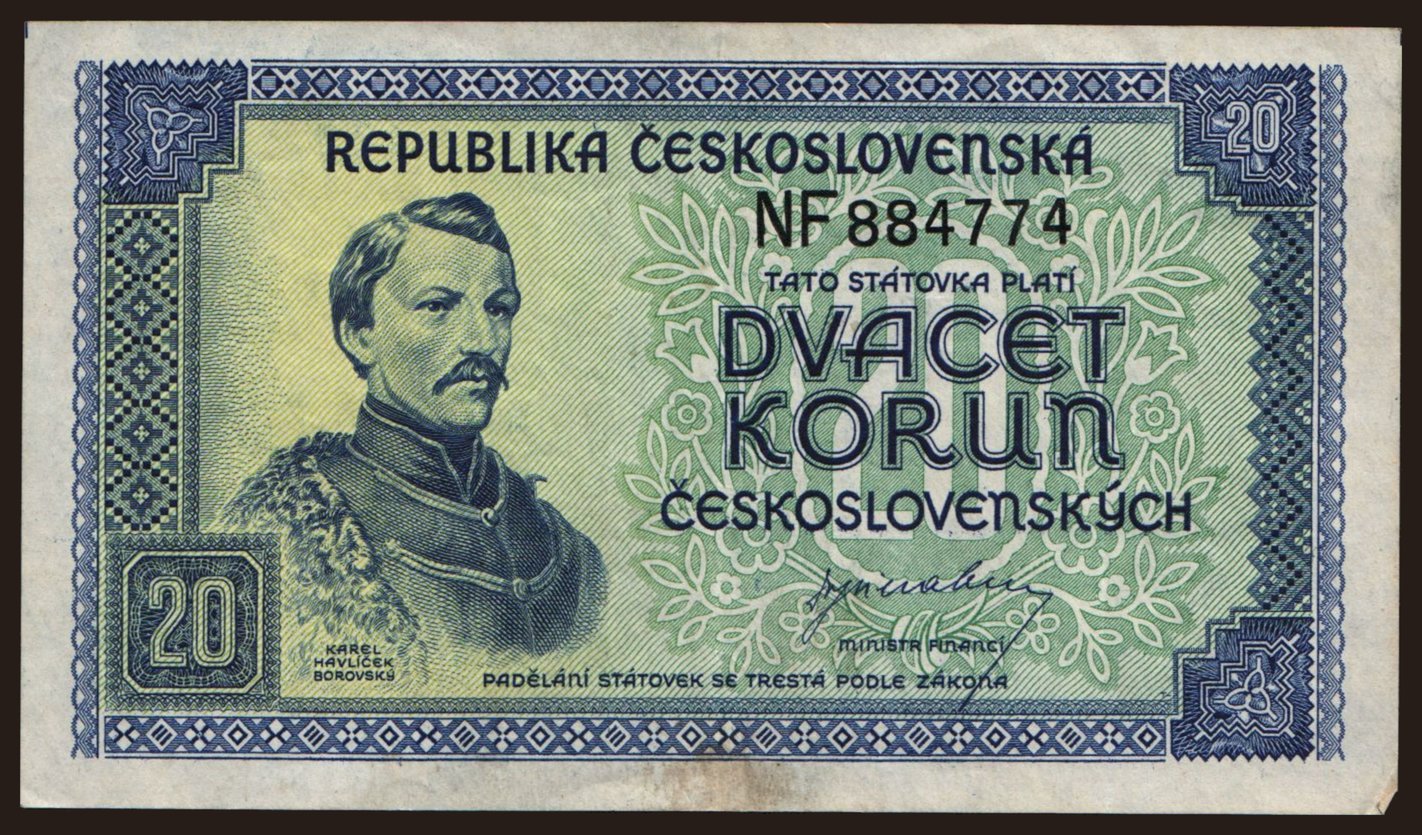 20
REPUBLIKA ČESKOSLOVENSKÁ
NF 884774
TATO STÁTOVKA PLATÍ
20
DVACET
KORUN
ČESKOSLOVENSKÝCH
20
MINISTR FINANCÍ
KAREL
HAVLÍČEK
BOROVSKÝ
PADĚLÁNÍ STÁTOVEK SE TRESTÁ PODLE ZÁKONA